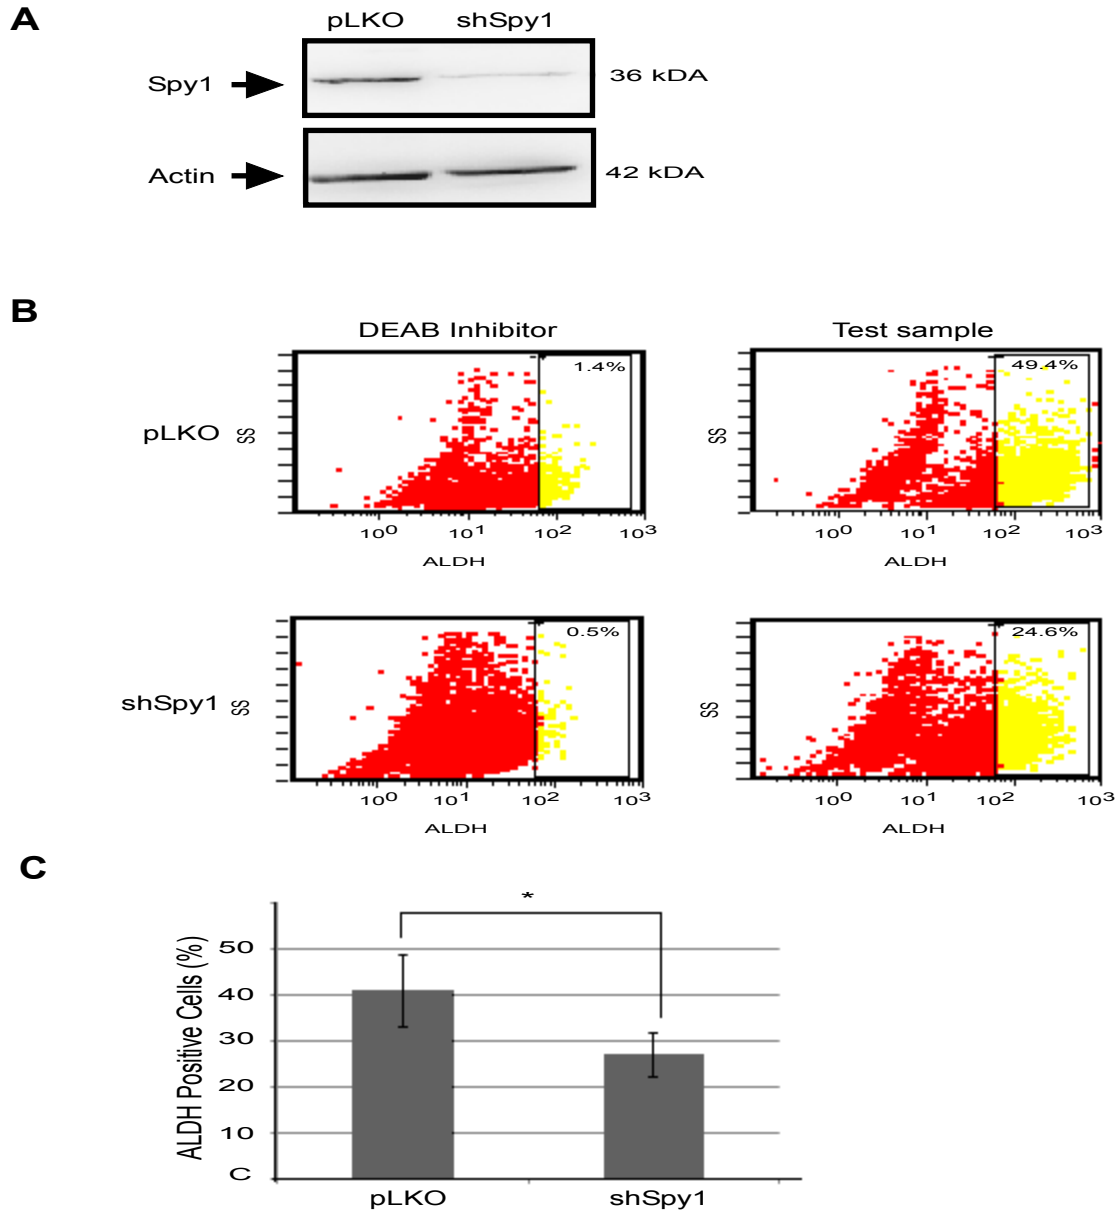 A
pLKO shSpy1
Spy1 36 kDA
Actin 42 kDA
B
DEAB Inhibitor Test sample
pLKO SS 1.4% SS 49.4%
10⁰ 10¹ 10² 10³ 10⁰ 10¹ 10² 10³
ALDH ALDH
shSpy1 SS 0.5% SS 24.6%
10⁰ 10¹ 10² 10³ 10⁰ 10¹ 10² 10³
ALDH ALDH
C
*
ALDH Positive Cells (%)
50
40
30
20
10
C
pLKO shSpy1